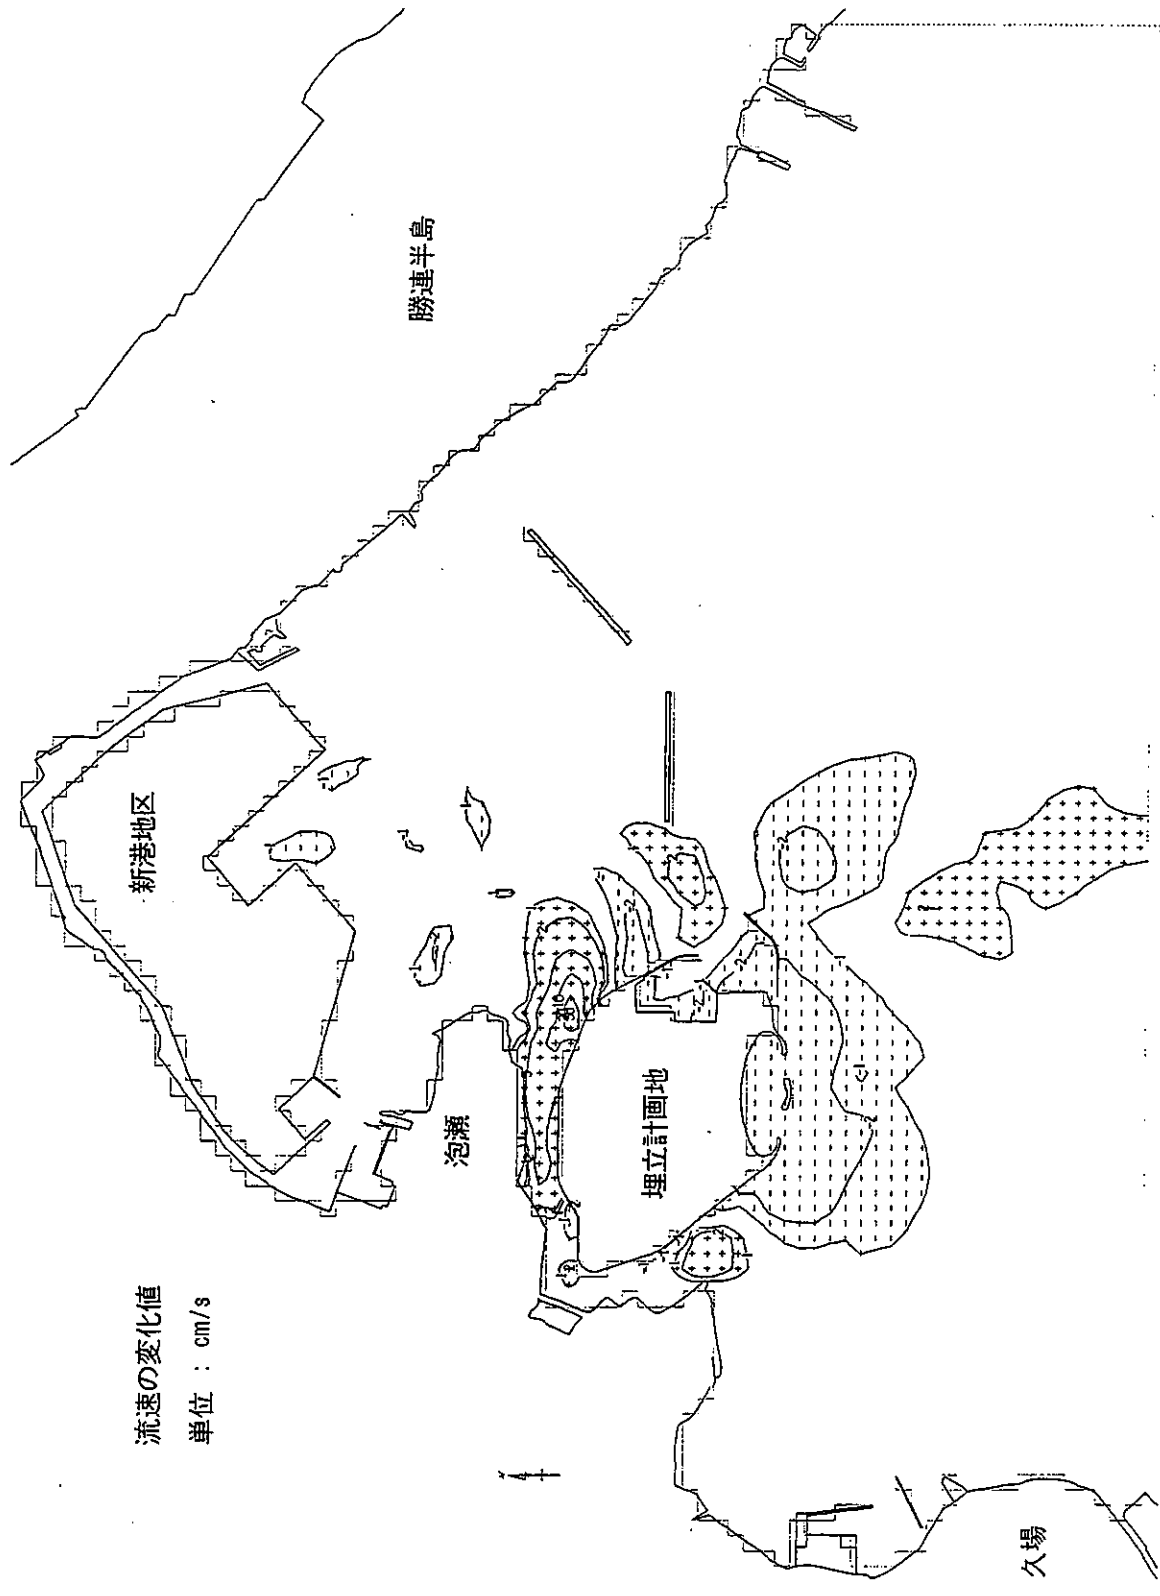 流速の変化値
単位 : cm/s
新港地区
勝連半島
泡瀬
埋立計画地
久場